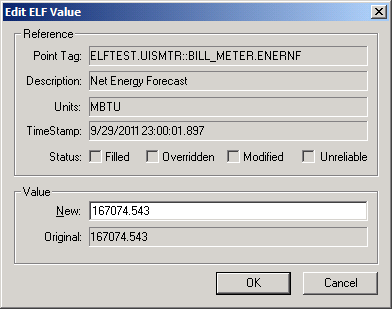 Edit ELF Value
Reference
Point Tag: ELFTEST.UISMTR::BILL_METER.ENERNF
Description: Net Energy Forecast
Units: MBTU
TimeStamp: 9/29/2011 23:00:01.897
Status: Filled Overridden Modified Unreliable
Value
New: 167074.543
Original: 167074.543
OK Cancel